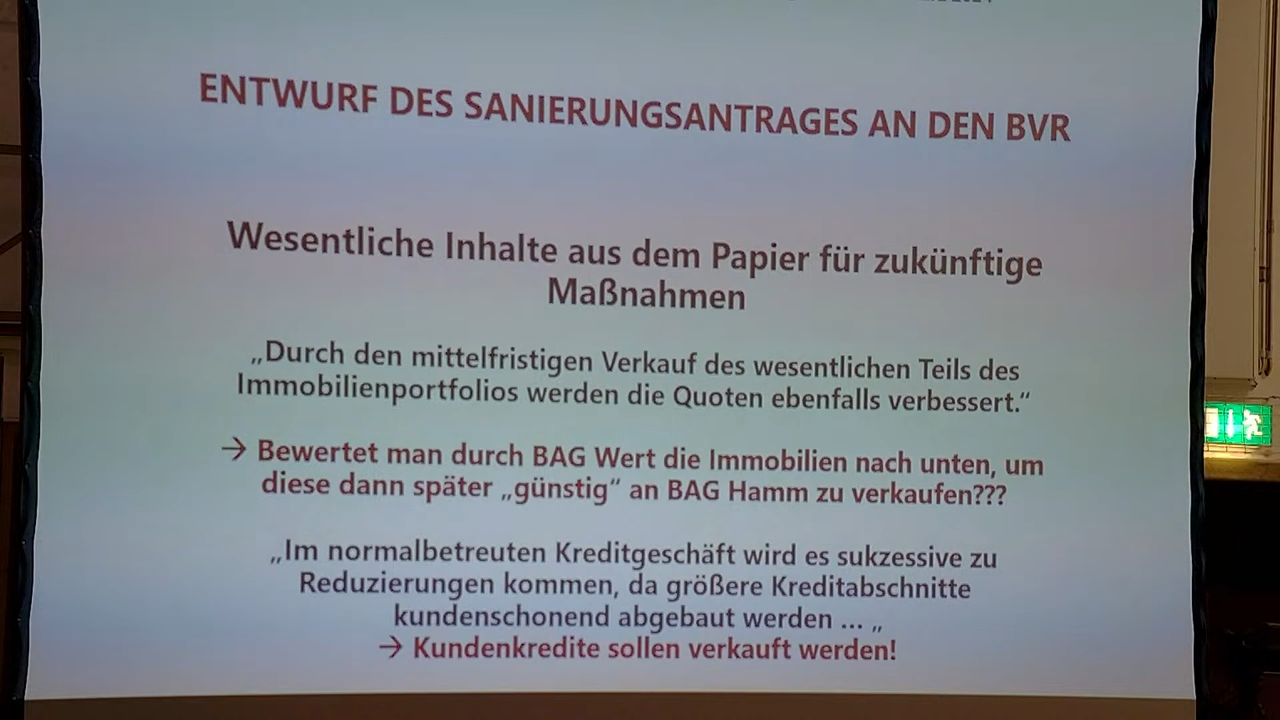 ENTWURF DES SANIERUNGSANTRAGES AN DEN BVR
Wesentliche Inhalte aus dem Papier für zukünftige
Maßnahmen
„Durch den mittelfristigen Verkauf des wesentlichen Teils des
Immobilienportfolios werden die Quoten ebenfalls verbessert.“
→ Bewertet man durch BAG Wert die Immobilien nach unten, um
diese dann später „günstig“ an BAG Hamm zu verkaufen???
„Im normalbetreuten Kreditgeschäft wird es sukzessive zu
Reduzierungen kommen, da größere Kreditabschnitte
kundenschonend abgebaut werden ... „
→ Kundenkredite sollen verkauft werden!